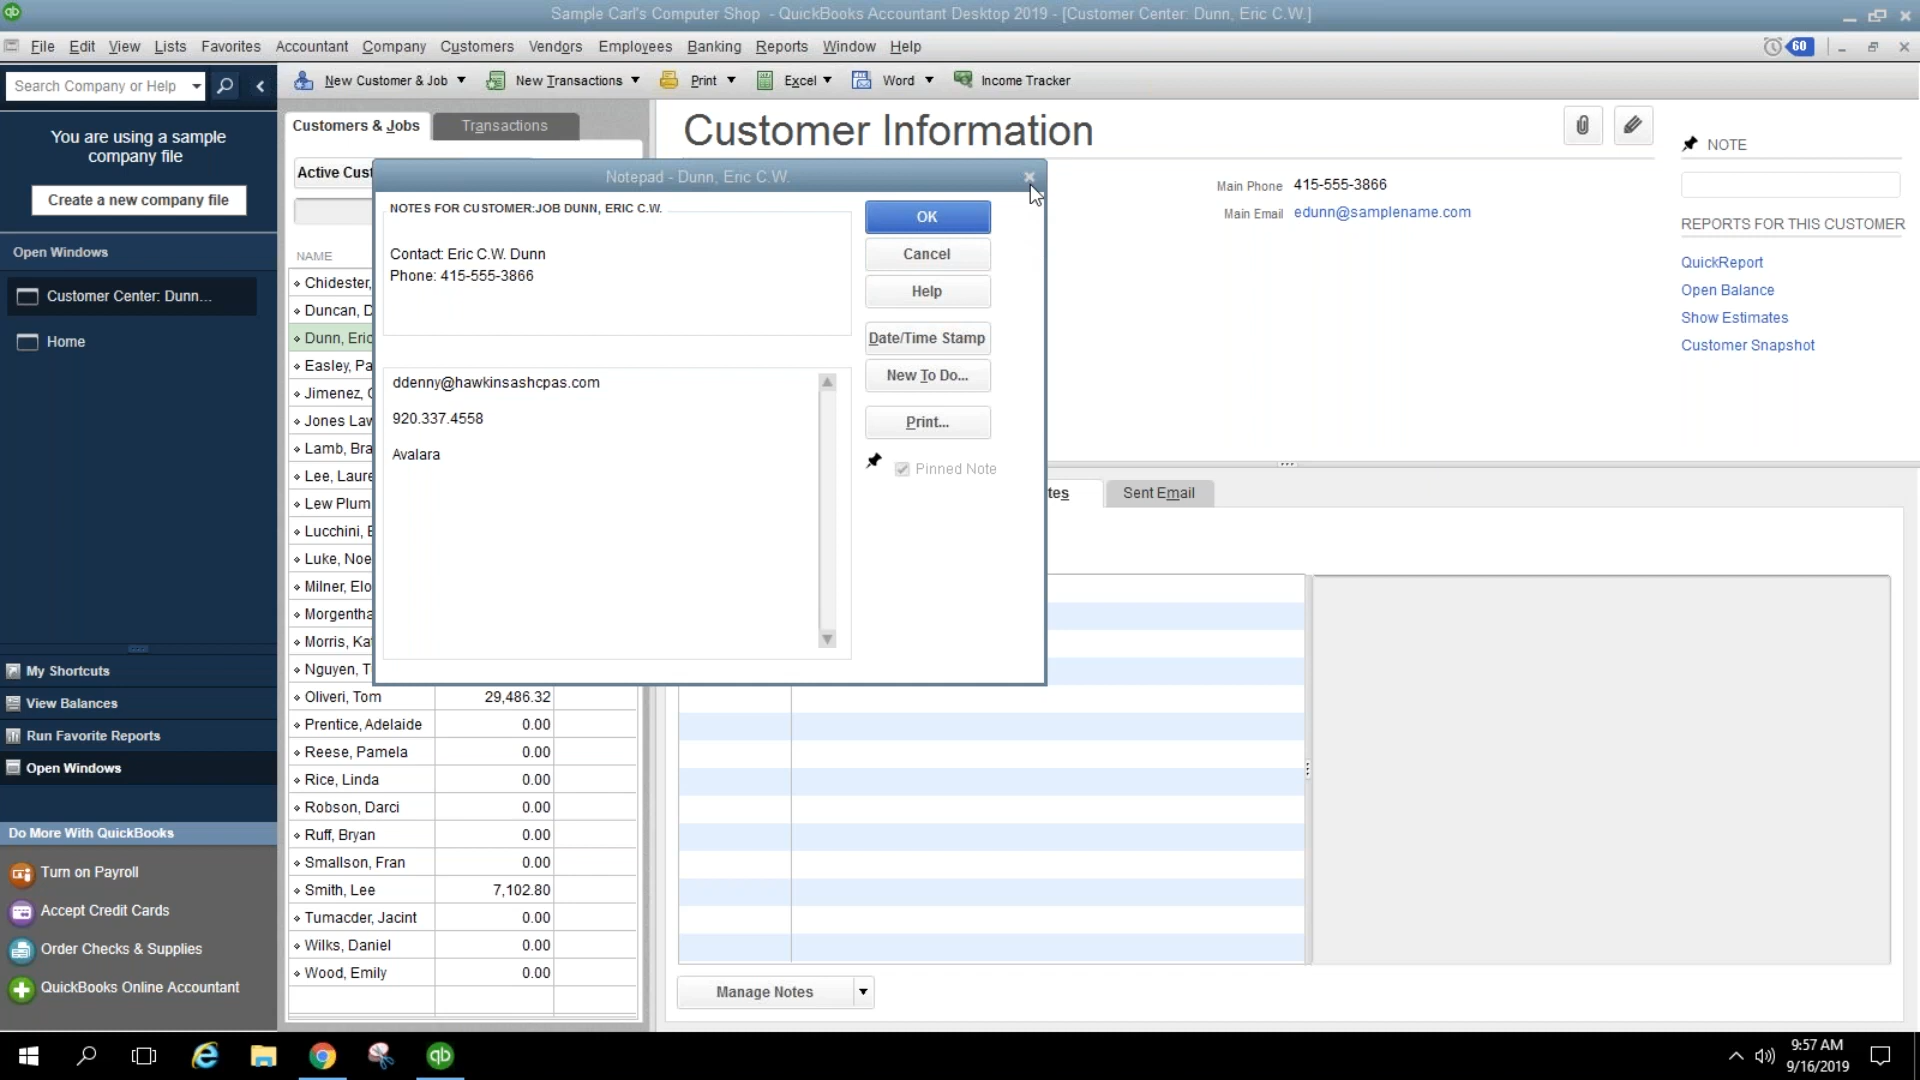 qb
Sample Carl's Computer Shop - QuickBooks Accountant Desktop 2019 - [Customer Center: Dunn, Eric C.W.]
File Edit View Lists Favorites Accountant Company Customers Vendors Employees Banking Reports Window Help
60
Search Company or Help
New Customer & Job
New Transactions
Print
Excel
Word
Income Tracker
You are using a sample
company file
Create a new company file
Open Windows
Customer Center: Dunn...
Home
My Shortcuts
View Balances
Run Favorite Reports
Open Windows
Do More With QuickBooks
Turn on Payroll
Accept Credit Cards
Order Checks & Supplies
QuickBooks Online Accountant
Customers & Jobs
Transactions
Active Cust
NAME
Chidester,
Duncan, D
Dunn, Eric
Easley, Pa
Jimenez, C
Jones Law
Lamb, Bra
Lee, Laure
Lew Plum
Lucchini, E
Luke, Noe
Milner, Elo
Morgentha
Morris, Ka
Nguyen, T
Oliveri, Tom 29,486.32
Prentice, Adelaide 0.00
Reese, Pamela 0.00
Rice, Linda 0.00
Robson, Darci 0.00
Ruff, Bryan 0.00
Smallson, Fran 0.00
Smith, Lee 7,102.80
Tumacder, Jacint 0.00
Wilks, Daniel 0.00
Wood, Emily 0.00
Notepad - Dunn, Eric C.W.
NOTES FOR CUSTOMER:JOB DUNN, ERIC C.W.
Contact: Eric C.W. Dunn
Phone: 415-555-3866
ddenny@hawkinsashcpas.com
920.337.4558
Avalara
OK
Cancel
Help
Date/Time Stamp
New To Do...
Print...
Pinned Note
Customer Information
Main Phone 415-555-3866
Main Email edunn@samplename.com
NOTE
REPORTS FOR THIS CUSTOMER
QuickReport
Open Balance
Show Estimates
Customer Snapshot
tes
Sent Email
Manage Notes
qb
9:57 AM
9/16/2019